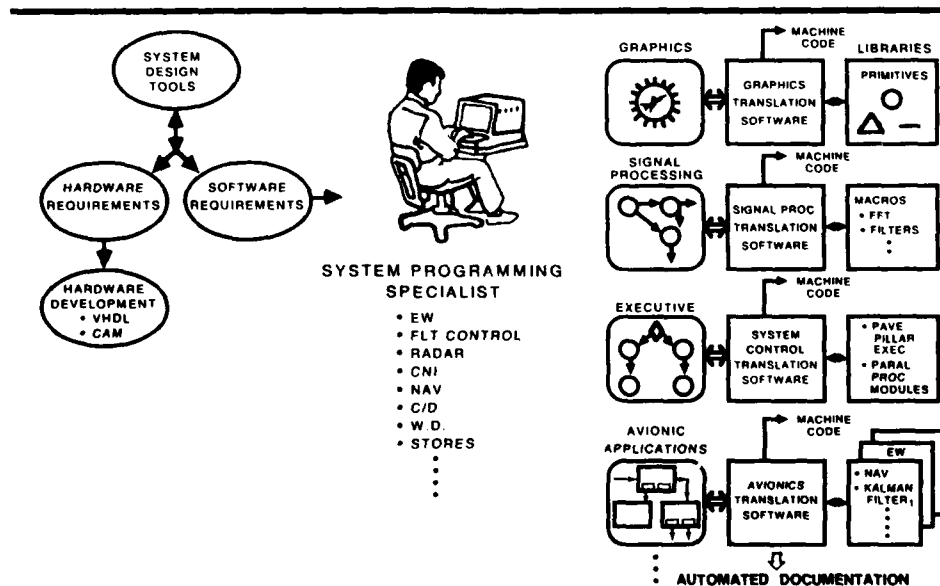 SYSTEM
DESIGN
TOOLS
HARDWARE
REQUIREMENTS
SOFTWARE
REQUIREMENTS
HARDWARE
DEVELOPMENT
• VHDL
• CAM
SYSTEM PROGRAMMING
SPECIALIST
• EW
• FLT CONTROL
• RADAR
• CNI
• NAV
• C/D
• W.D.
• STORES
GRAPHICS
MACHINE
CODE
LIBRARIES
GRAPHICS
TRANSLATION
SOFTWARE
PRIMITIVES
SIGNAL
PROCESSING
MACHINE
CODE
SIGNAL PROC
TRANSLATION
SOFTWARE
MACROS
• FFT
• FILTERS
EXECUTIVE
MACHINE
CODE
SYSTEM
CONTROL
TRANSLATION
SOFTWARE
• PAVE
PILLAR
EXEC
• PARAL
PROC
MODULES
AVIONIC
APPLICATIONS
MACHINE
CODE
AVIONICS
TRANSLATION
SOFTWARE
EW
• NAV
• KALMAN
FILTER₁
AUTOMATED DOCUMENTATION